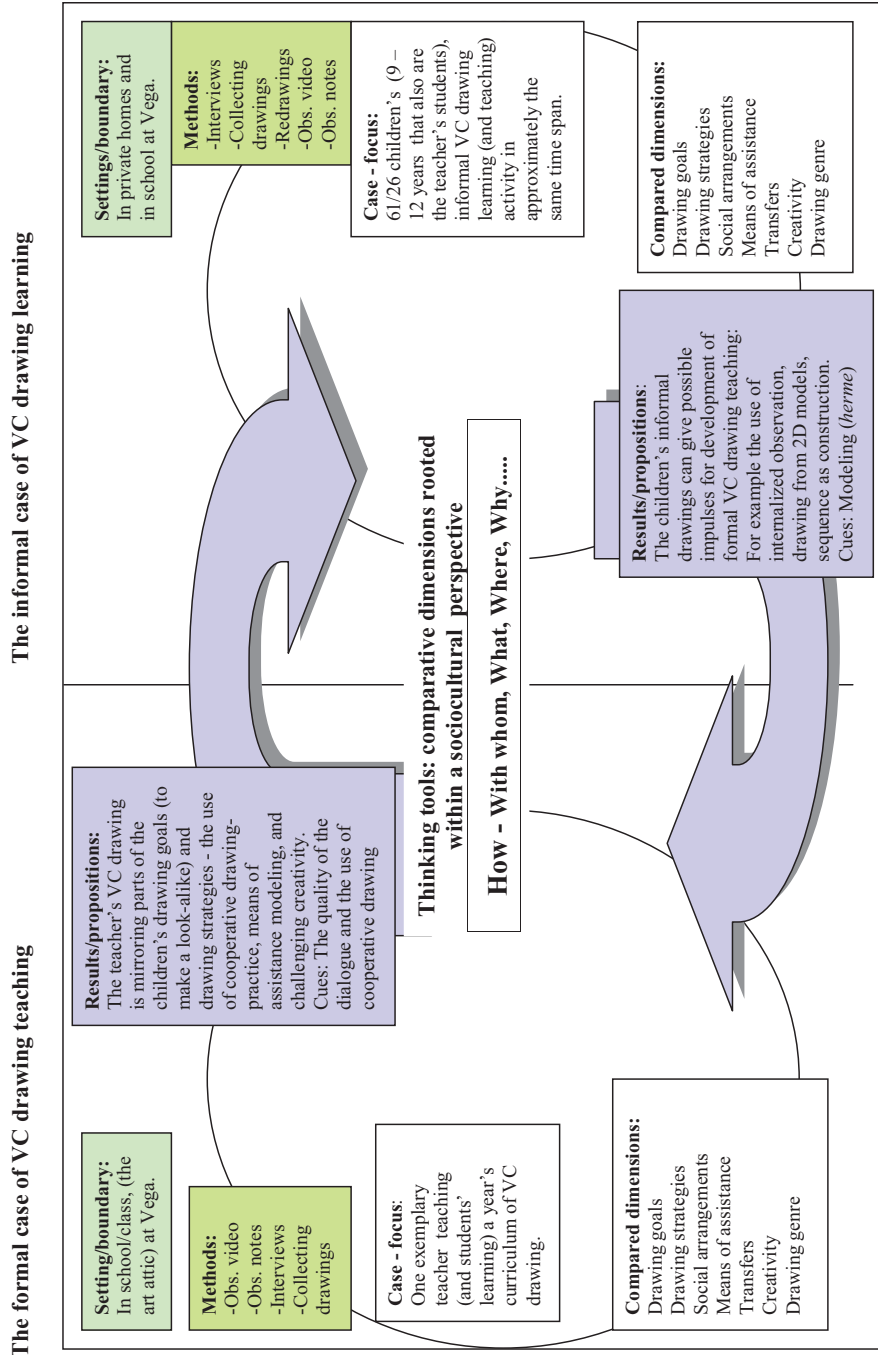 The formal case of VC drawing teaching
The informal case of VC drawing learning
Setting/boundary:
In school/class, (the
art attic) at Vega.
Methods:
-Obs. video
-Obs. notes
-Interviews
-Collecting
drawings
Case - focus:
One exemplary
teacher teaching
(and students'
learning) a year's
curriculum of VC
drawing.
Compared dimensions:
Drawing goals
Drawing strategies
Social arrangements
Means of assistance
Transfers
Creativity
Drawing genre
Results/propositions:
The teacher's VC drawing
is mirroring parts of the
children's drawing goals (to
make a look-alike) and
drawing strategies - the use
of cooperative drawing-
practice, means of
assistance modeling, and
challenging creativity.
Cues: The quality of the
dialogue and the use of
cooperative drawing
Thinking tools: comparative dimensions rooted
within a sociocultural perspective
How - With whom, What, Where, Why.....
Settings/boundary:
In private homes and
in school at Vega.
Methods:
-Interviews
-Collecting
drawings
-Redrawings
-Obs. video
-Obs. notes
Case - focus:
61/26 children's (9 –
12 years that also are
the teacher's students),
informal VC drawing
learning (and teaching)
activity in
approximately the
same time span.
Compared dimensions:
Drawing goals
Drawing strategies
Social arrangements
Means of assistance
Transfers
Creativity
Drawing genre
Results/propositions:
The children's informal
drawings can give possible
impulses for development of
formal VC drawing teaching:
For example the use of
internalized observation,
drawing from 2D models,
sequence as construction.
Cues: Modeling (herme)